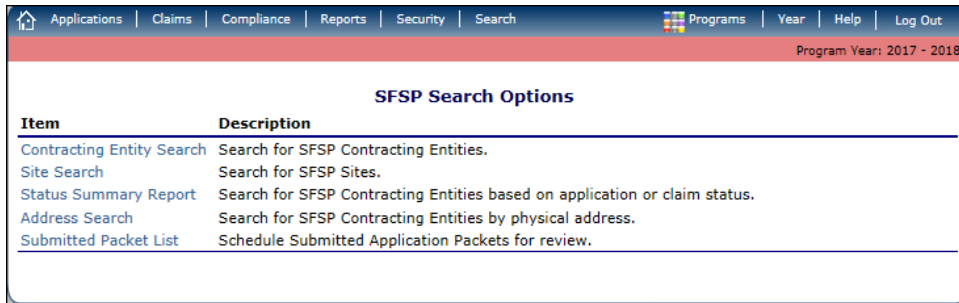 Applications | Claims | Compliance | Reports | Security | Search Programs | Year | Help | Log Out
Program Year: 2017 - 2018
SFSP Search Options
Item Description
Contracting Entity Search Search for SFSP Contracting Entities.
Site Search Search for SFSP Sites.
Status Summary Report Search for SFSP Contracting Entities based on application or claim status.
Address Search Search for SFSP Contracting Entities by physical address.
Submitted Packet List Schedule Submitted Application Packets for review.